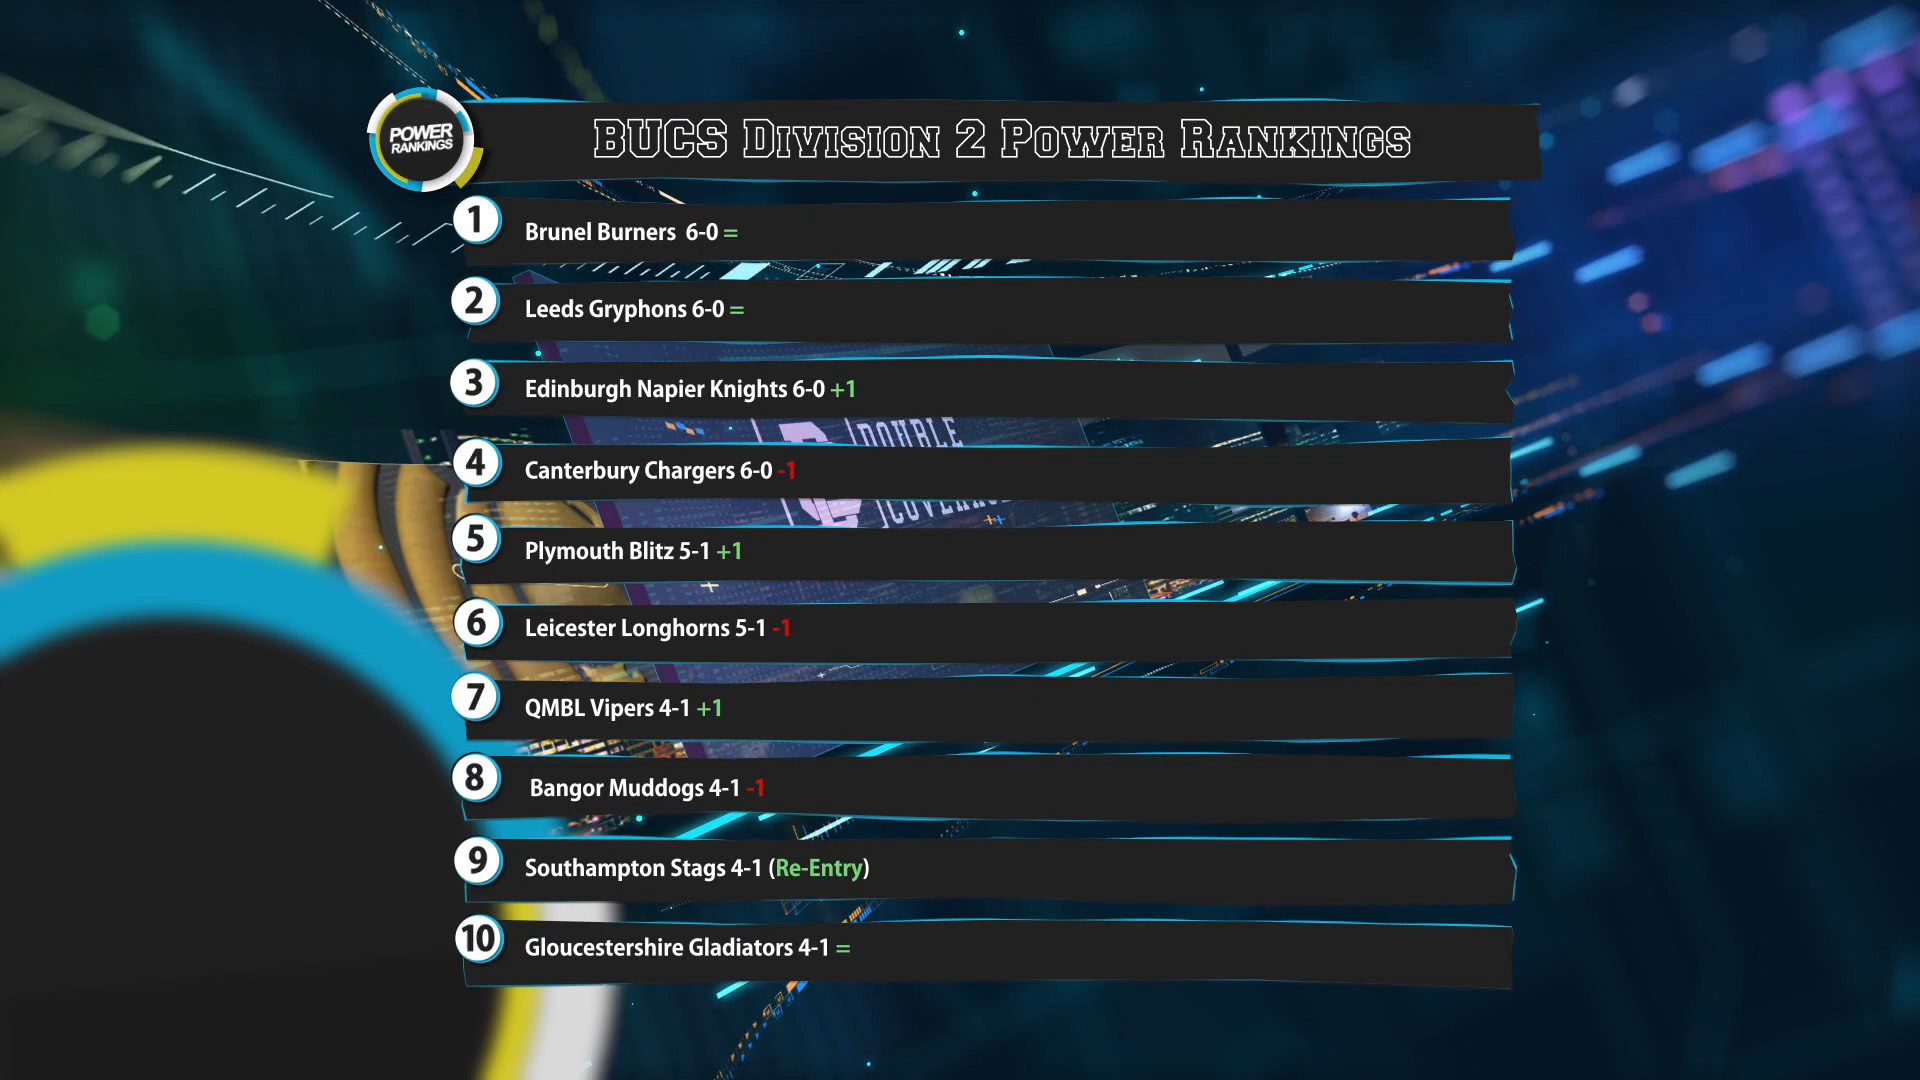 POWER
RANKINGS
BUCS Division 2 Power Rankings
1 Brunel Burners 6-0 =
2 Leeds Gryphons 6-0 =
3 Edinburgh Napier Knights 6-0 +1
DOUBLE
4 Canterbury Chargers 6-0 -1
5 Plymouth Blitz 5-1 +1
6 Leicester Longhorns 5-1 -1
7 QMBL Vipers 4-1 +1
8 Bangor Muddogs 4-1 -1
9 Southampton Stags 4-1 (Re-Entry)
10 Gloucestershire Gladiators 4-1 =